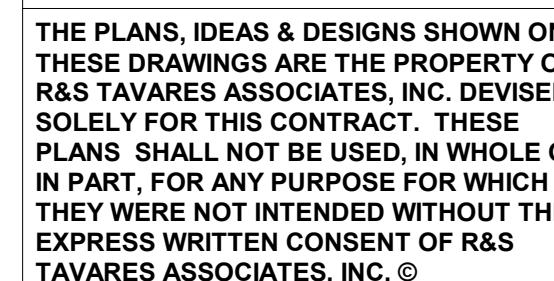 THE PLANS, IDEAS & DESIGNS SHOWN ON
THESE DRAWINGS ARE THE PROPERTY O
R&S TAVARES ASSOCIATES, INC. DEVISE
SOLELY FOR THIS CONTRACT. THESE
PLANS SHALL NOT BE USED, IN WHOLE O
IN PART, FOR ANY PURPOSE FOR WHICH
THEY WERE NOT INTENDED WITHOUT TH
EXPRESS WRITTEN CONSENT OF R&S
TAVARES ASSOCIATES, INC. ©